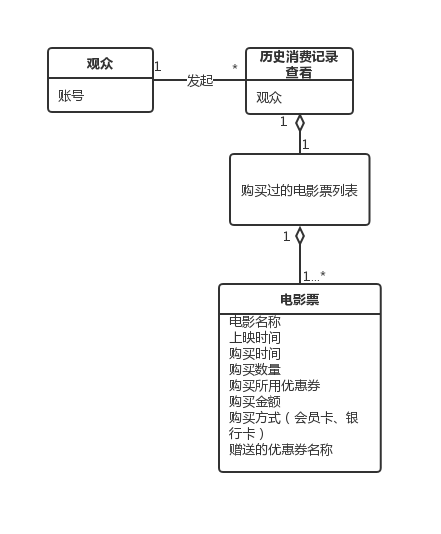 观众
账号
1
发起
*
历史消费记录
查看
观众
1
1
购买过的电影票列表
1
1...*
电影票
电影名称
上映时间
购买时间
购买数量
购买所用优惠券
购买金额
购买方式（会员卡、银
行卡）
赠送的优惠券名称